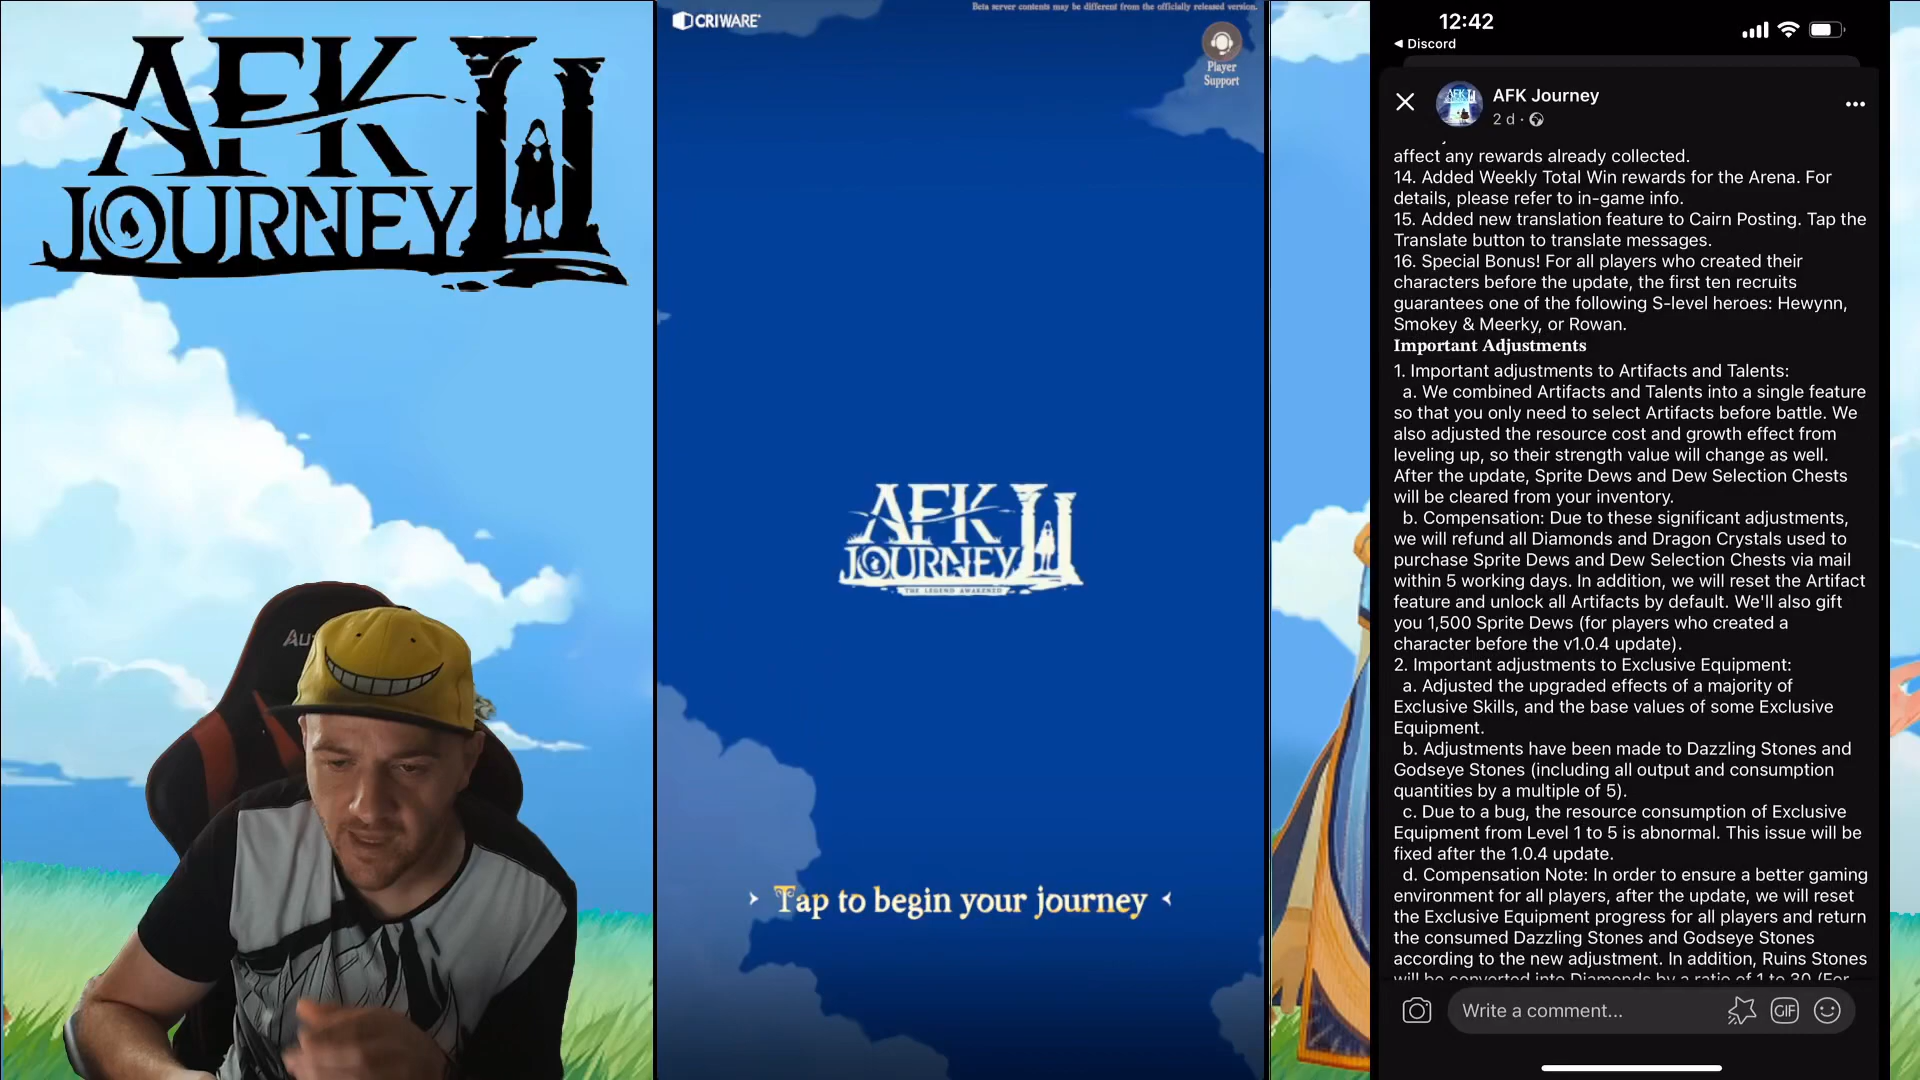 AFK
JOURNEY
CRIWARE
Beta server contents may be different from the officially released version.
Player
Support
AFK
JOURNEY
THE LEGEND AWAKENED
Tap to begin your journey
12:42
Discord
AFK Journey
2 d ·
affect any rewards already collected.
14. Added Weekly Total Win rewards for the Arena. For
details, please refer to in-game info.
15. Added new translation feature to Cairn Posting. Tap the
Translate button to translate messages.
16. Special Bonus! For all players who created their
characters before the update, the first ten recruits
guarantees one of the following S-level heroes: Hewynn,
Smokey & Meerky, or Rowan.
Important Adjustments
1. Important adjustments to Artifacts and Talents:
a. We combined Artifacts and Talents into a single feature
so that you only need to select Artifacts before battle. We
also adjusted the resource cost and growth effect from
leveling up, so their strength value will change as well.
After the update, Sprite Dews and Dew Selection Chests
will be cleared from your inventory.
b. Compensation: Due to these significant adjustments,
we will refund all Diamonds and Dragon Crystals used to
purchase Sprite Dews and Dew Selection Chests via mail
within 5 working days. In addition, we will reset the Artifact
feature and unlock all Artifacts by default. We'll also gift
you 1,500 Sprite Dews (for players who created a
character before the v1.0.4 update).
2. Important adjustments to Exclusive Equipment:
a. Adjusted the upgraded effects of a majority of
Exclusive Skills, and the base values of some Exclusive
Equipment.
b. Adjustments have been made to Dazzling Stones and
Godseye Stones (including all output and consumption
quantities by a multiple of 5).
c. Due to a bug, the resource consumption of Exclusive
Equipment from Level 1 to 5 is abnormal. This issue will be
fixed after the 1.0.4 update.
d. Compensation Note: In order to ensure a better gaming
environment for all players, after the update, we will reset
the Exclusive Equipment progress for all players and return
the consumed Dazzling Stones and Godseye Stones
according to the new adjustment. In addition, Ruins Stones
will be converted into Diamonds by a ratio of 1 to 30 (For
Write a comment...
GIF